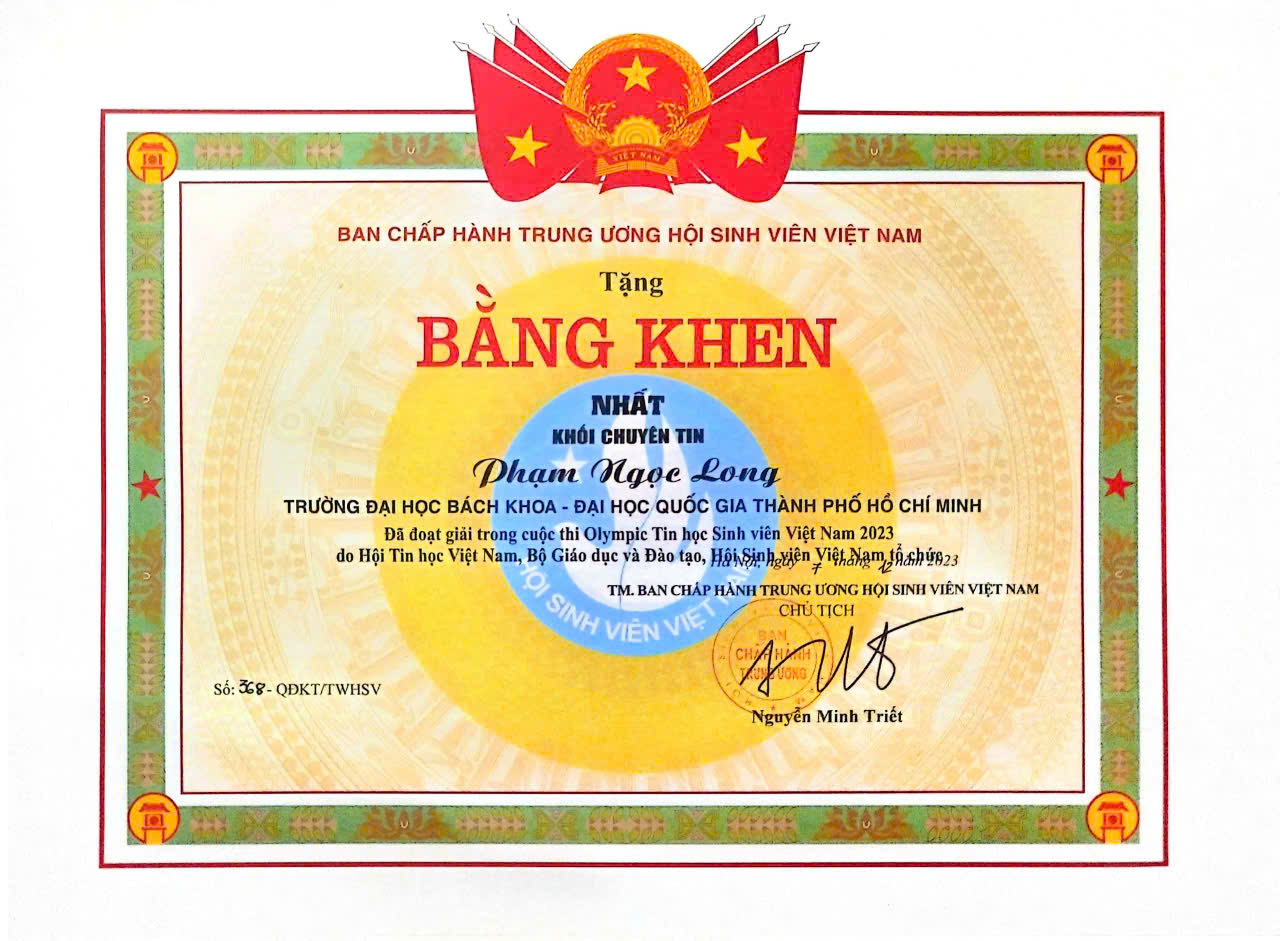 VIỆT NAM
BAN CHẤP HÀNH TRUNG ƯƠNG HỘI SINH VIÊN VIỆT NAM
Tặng
BẰNG KHEN
NHẤT
KHỐI CHUYÊN TIN
Phạm Ngọc Long
TRƯỜNG ĐẠI HỌC BÁCH KHOA - ĐẠI HỌC QUỐC GIA THÀNH PHỐ HỒ CHÍ MINH
Đã đoạt giải trong cuộc thi Olympic Tin học Sinh viên Việt Nam 2023
do Hội Tin học Việt Nam, Bộ Giáo dục và Đào tạo, Hội Sinh viên Việt Nam tổ chức
Hà Nội, ngày 7 tháng 12 năm 2023
TM. BAN CHẤP HÀNH TRUNG ƯƠNG HỘI SINH VIÊN VIỆT NAM
CHỦ TỊCH
HỘI SINH VIÊN VIỆT NAM
BAN
CHẤP HÀNH
TRUNG ƯƠNG
Số: 368- QĐKT/TWHSV
Nguyễn Minh Triết